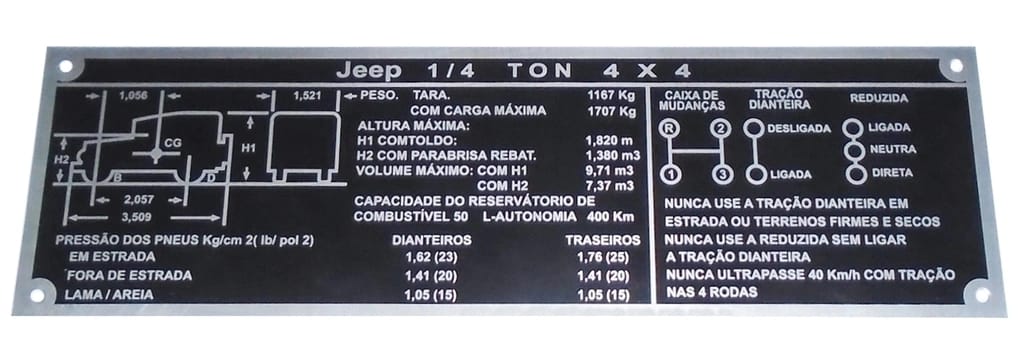 Jeep 1/4 TON 4 X 4
1,056
1,521
CG
H2
H1
B
D
2,057
3,509
PESO. TARA. 1167 Kg
COM CARGA MÁXIMA 1707 Kg
ALTURA MÁXIMA:
H1 COMTOLDO: 1,820 m
H2 COM PARABRISA REBAT. 1,380 m3
VOLUME MÁXIMO: COM H1 9,71 m3
COM H2 7,37 m3
CAPACIDADE DO RESERVÁTORIO DE
COMBUSTÍVEL 50 L-AUTONOMIA 400 Km
PRESSÃO DOS PNEUS Kg/cm 2( lb/ pol 2) DIANTEIROS TRASEIROS
EM ESTRADA 1,62 (23) 1,76 (25)
FORA DE ESTRADA 1,41 (20) 1,41 (20)
LAMA / AREIA 1,05 (15) 1,05 (15)
CAIXA DE
MUDANÇAS
R
2
1
3
TRAÇÃO
DIANTEIRA
DESLIGADA
LIGADA
REDUZIDA
LIGADA
NEUTRA
DIRETA
NUNCA USE A TRAÇÃO DIANTEIRA EM
ESTRADA OU TERRENOS FIRMES E SECOS
NUNCA USE A REDUZIDA SEM LIGAR
A TRAÇÃO DIANTEIRA
NUNCA ULTRAPASSE 40 Km/h COM TRAÇÃO
NAS 4 RODAS